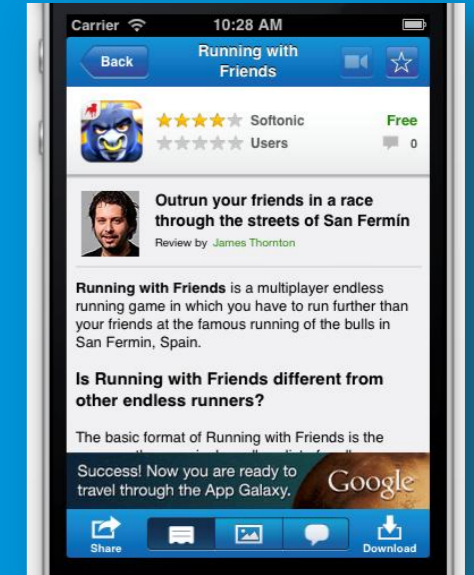 Carrier 10:28 AM
Back
Running with
Friends
Softonic Free
Users 0
Outrun your friends in a race
through the streets of San Fermín
Review by James Thornton
Running with Friends is a multiplayer endless
running game in which you have to run further than
your friends at the famous running of the bulls in
San Fermin, Spain.
Is Running with Friends different from
other endless runners?
The basic format of Running with Friends is the
Success! Now you are ready to
travel through the App Galaxy.
Google
Share
Download